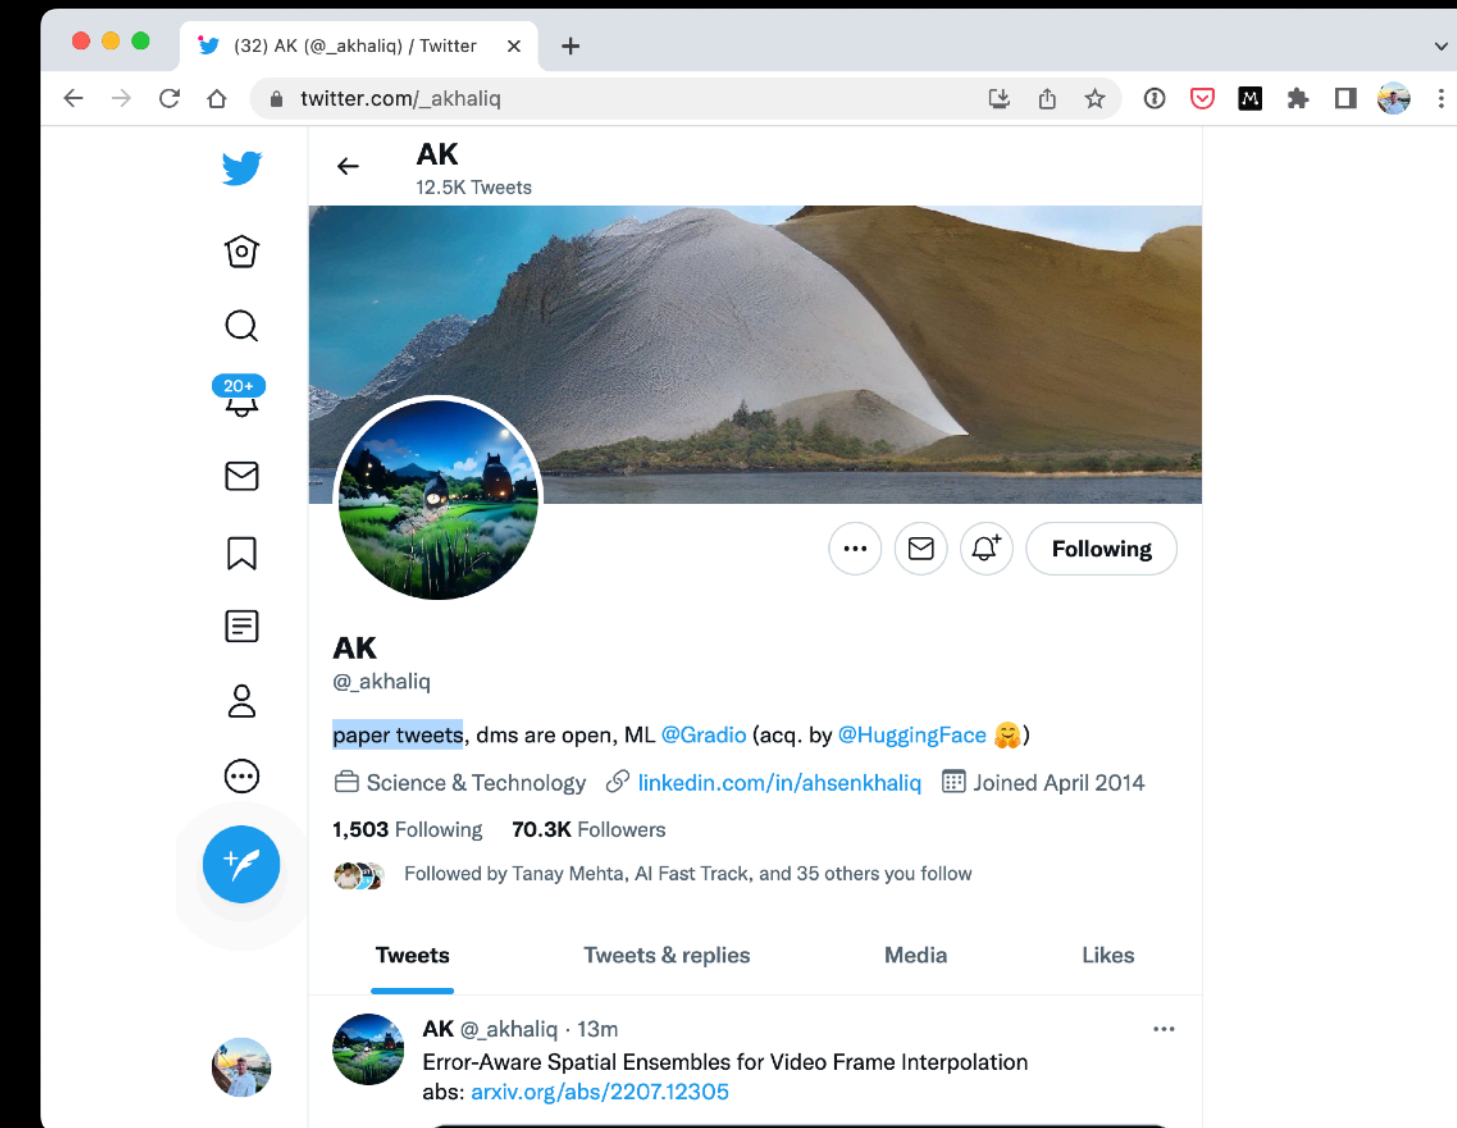 (32) AK (@_akhaliq) / Twitter
twitter.com/_akhaliq
M
AK
12.5K Tweets
20+
Following
AK
@_akhaliq
paper tweets, dms are open, ML @Gradio (acq. by @HuggingFace 🤗)
Science & Technology linkedin.com/in/ahsenkhaliq Joined April 2014
1,503 Following 70.3K Followers
Followed by Tanay Mehta, AI Fast Track, and 35 others you follow
Tweets Tweets & replies Media Likes
AK @_akhaliq · 13m
Error-Aware Spatial Ensembles for Video Frame Interpolation
abs: arxiv.org/abs/2207.12305